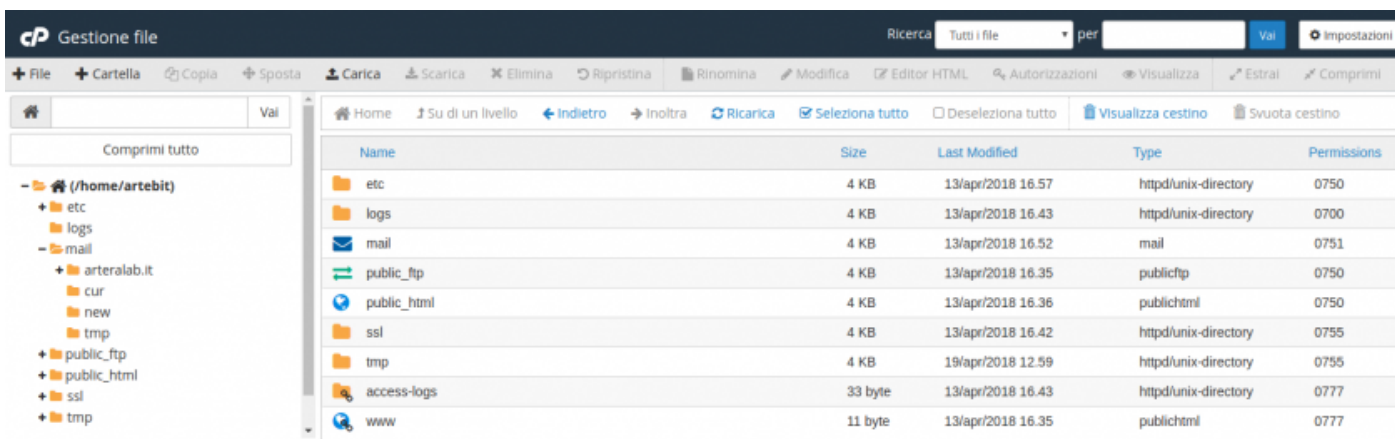 cP Gestione file Ricerca Tutti i file per Vai Impostazioni
File Cartella Copia Sposta Carica Scarica Elimina Ripristina Rinomina Modifica Editor HTML Autorizzazioni Visualizza Estrai Comprimi
Vai Home Su di un livello Indietro Inoltra Ricarica Seleziona tutto Deseleziona tutto Visualizza cestino Svuota cestino
Comprimi tutto
(/home/artebit)
etc
logs
mail
arteralab.it
cur
new
tmp
public_ftp
public_html
ssl
tmp
Name Size Last Modified Type Permissions
etc 4 KB 13/apr/2018 16.57 httpd/unix-directory 0750
logs 4 KB 13/apr/2018 16.43 httpd/unix-directory 0700
mail 4 KB 13/apr/2018 16.52 mail 0751
public_ftp 4 KB 13/apr/2018 16.35 publicftp 0750
public_html 4 KB 13/apr/2018 16.36 publichtml 0750
ssl 4 KB 13/apr/2018 16.42 httpd/unix-directory 0755
tmp 4 KB 19/apr/2018 12.59 httpd/unix-directory 0755
access-logs 33 byte 13/apr/2018 16.43 httpd/unix-directory 0777
www 11 byte 13/apr/2018 16.35 publichtml 0777